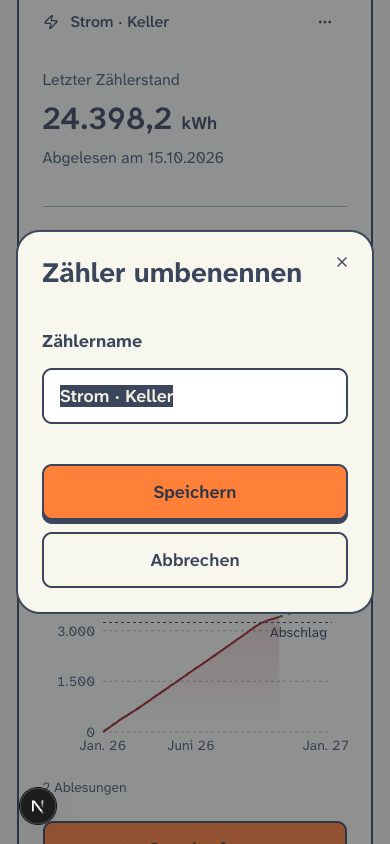 Strom · Keller
···
Letzter Zählerstand
24.398,2 kWh
Abgelesen am 15.10.2026
Zähler umbenennen
×
Zählername
Strom · Keller
Speichern
Abbrechen
3.000
Abschlag
1.500
0
Jan. 26 Juni 26 Jan. 27
2 Ablesungen
N